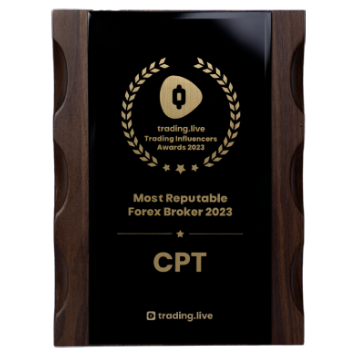 trading.live
Trading Influencers
Awards 2023
Most Reputable
Forex Broker 2023
CPT
trading.live